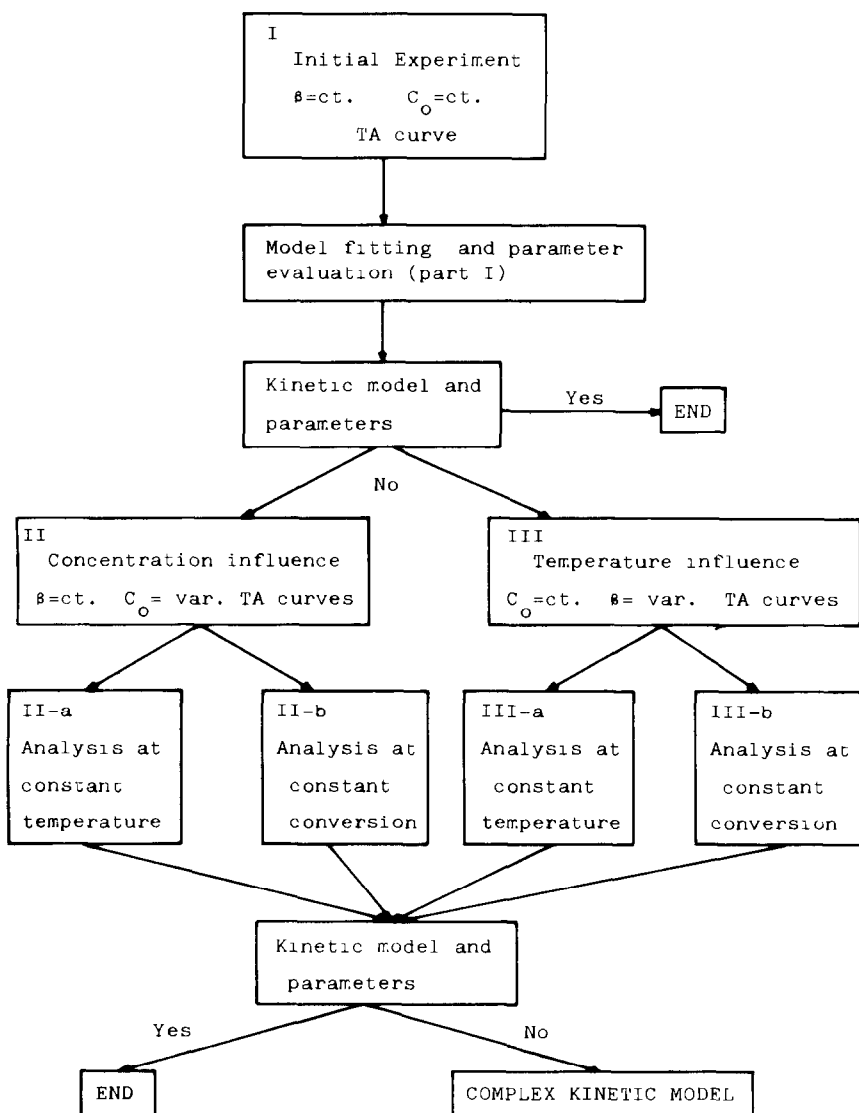 I
Initial Experiment
β=ct. C₀=ct.
TA curve
Model fitting and parameter
evaluation (part I)
Kinetic model and
parameters
Yes
END
No
II
Concentration influence
β=ct. C₀= var. TA curves
III
Temperature influence
C₀=ct. β= var. TA curves
II-a
Analysis at
constant
temperature
II-b
Analysis at
constant
conversion
III-a
Analysis at
constant
temperature
III-b
Analysis at
constant
conversion
Kinetic model and
parameters
Yes
No
END
COMPLEX KINETIC MODEL